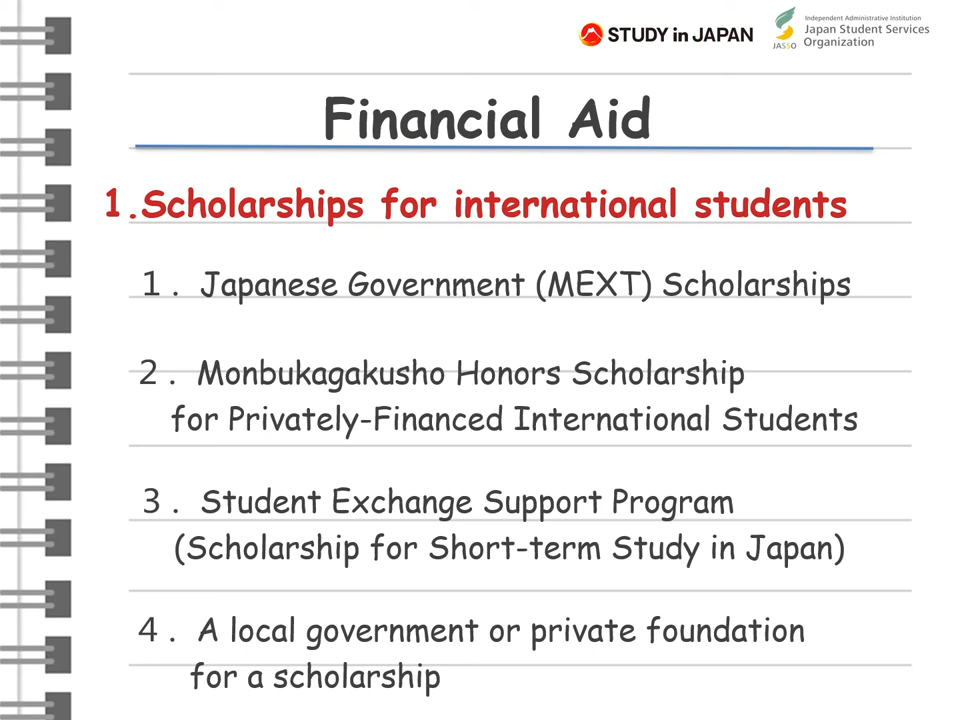 STUDY in JAPAN
JASSO
Independent Administrative Institution
Japan Student Services
Organization
Financial Aid
1.Scholarships for international students
１．Japanese Government (MEXT) Scholarships
２．Monbukagakusho Honors Scholarship
for Privately-Financed International Students
３．Student Exchange Support Program
(Scholarship for Short-term Study in Japan)
４．A local government or private foundation
for a scholarship